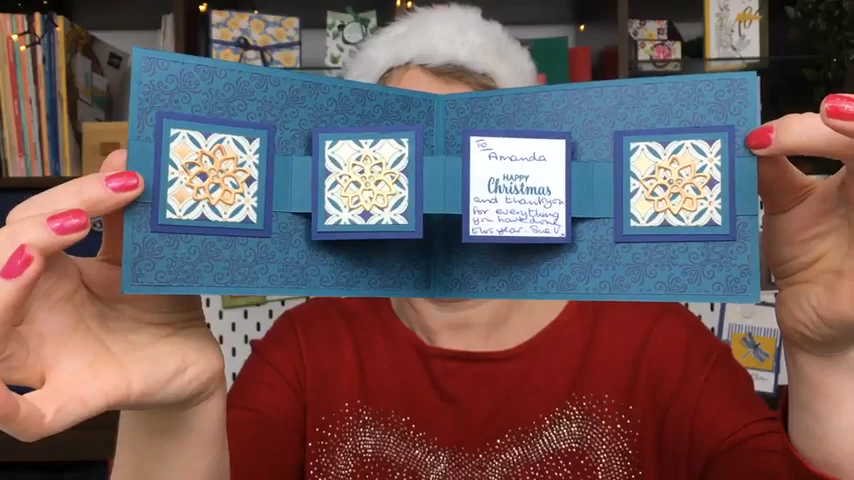 To
Amanda
HAPPY
Christmas
and thankyou
for everything
you have done
this year. Sue